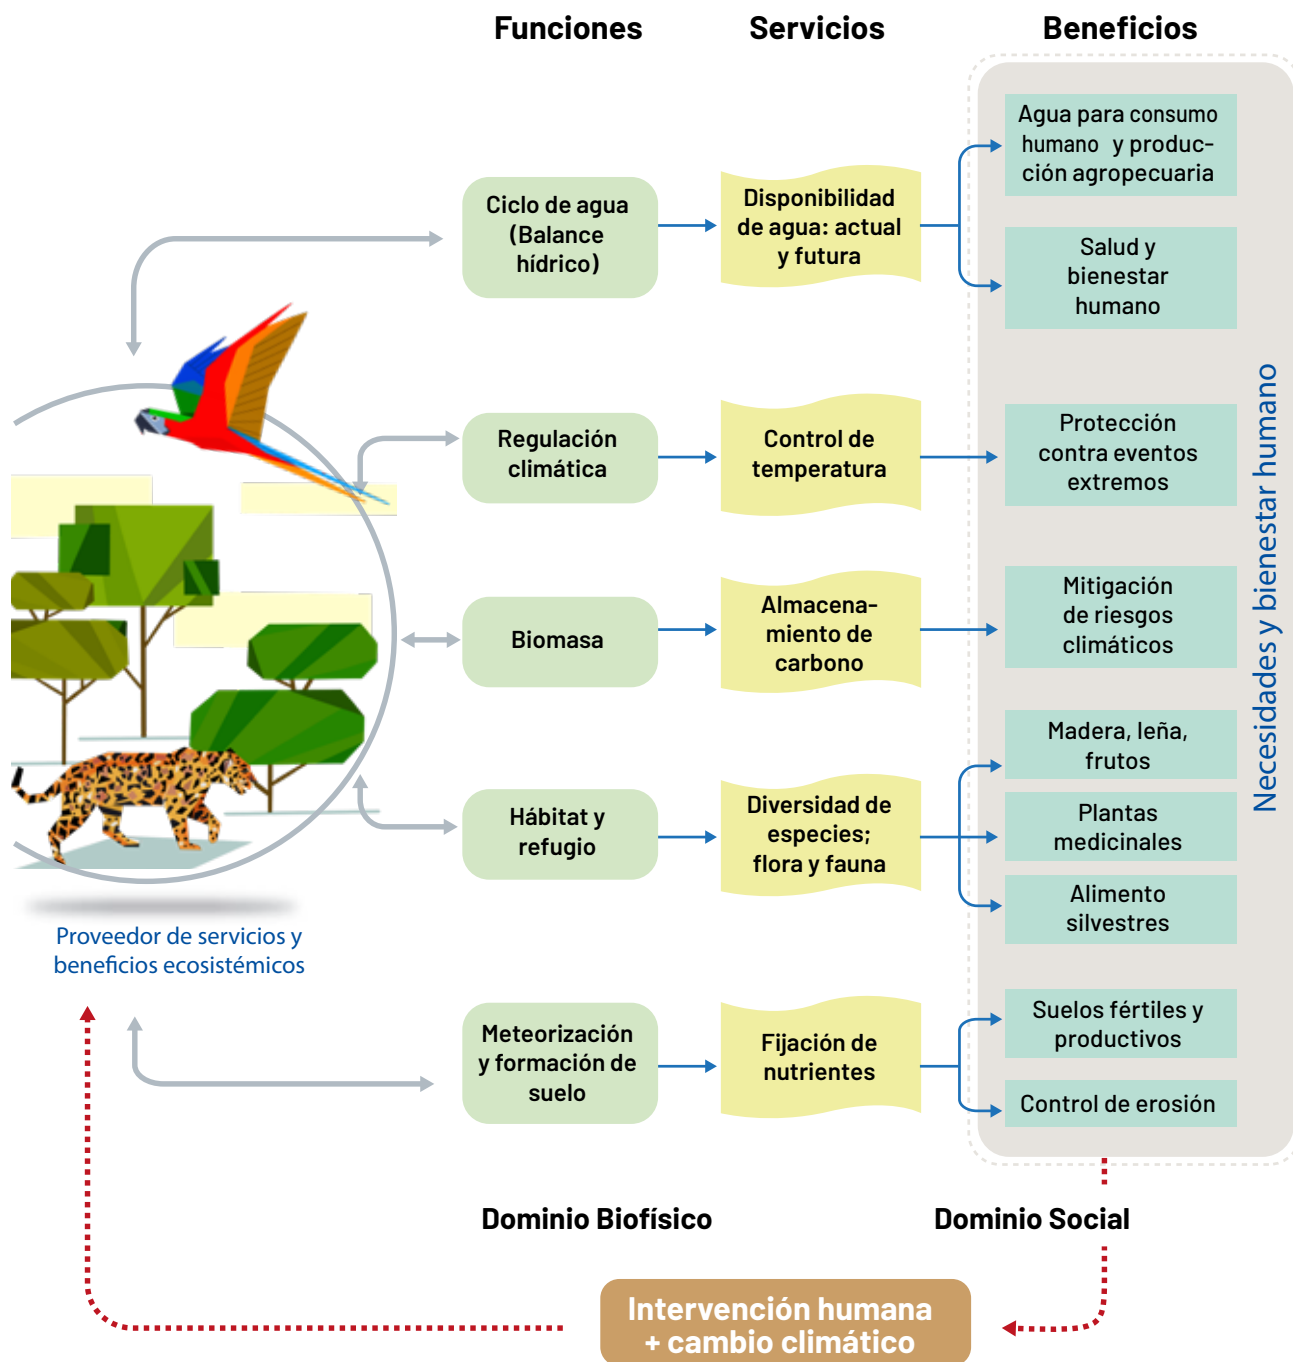 Funciones
Servicios
Beneficios
Ciclo de agua
(Balance
hídrico)
Disponibilidad
de agua: actual
y futura
Agua para consumo
humano y produc-
ción agropecuaria
Salud y
bienestar
humano
Regulación
climática
Control de
temperatura
Protección
contra eventos
extremos
Biomasa
Almacena-
miento de
carbono
Mitigación
de riesgos
climáticos
Hábitat y
refugio
Diversidad de
especies;
flora y fauna
Madera, leña,
frutos
Plantas
medicinales
Alimento
silvestres
Meteorización
y formación de
suelo
Fijación de
nutrientes
Suelos fértiles y
productivos
Control de erosión
Necesidades y bienestar humano
Proveedor de servicios y
beneficios ecosistémicos
Dominio Biofísico
Dominio Social
Intervención humana
+ cambio climático